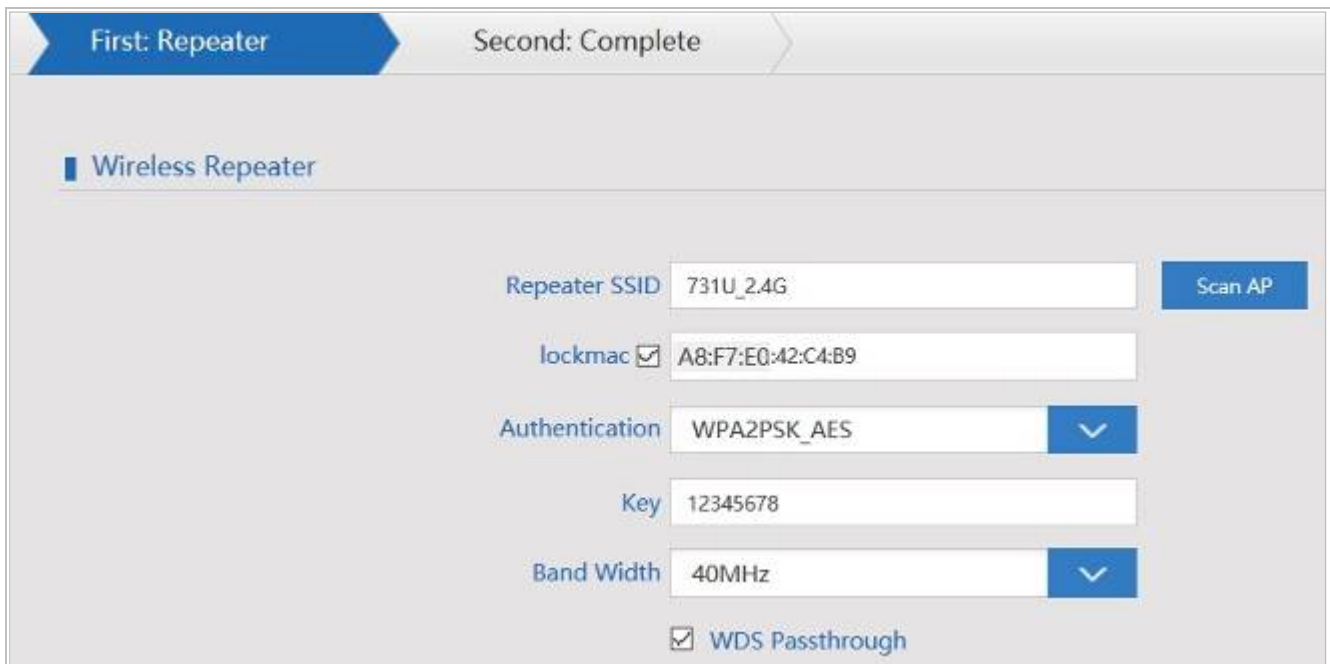 First: Repeater Second: Complete
Wireless Repeater
Repeater SSID 731U_2.4G Scan AP
lockmac A8:F7:E0:42:C4:B9
Authentication WPA2PSK_AES
Key 12345678
Band Width 40MHz
WDS Passthrough